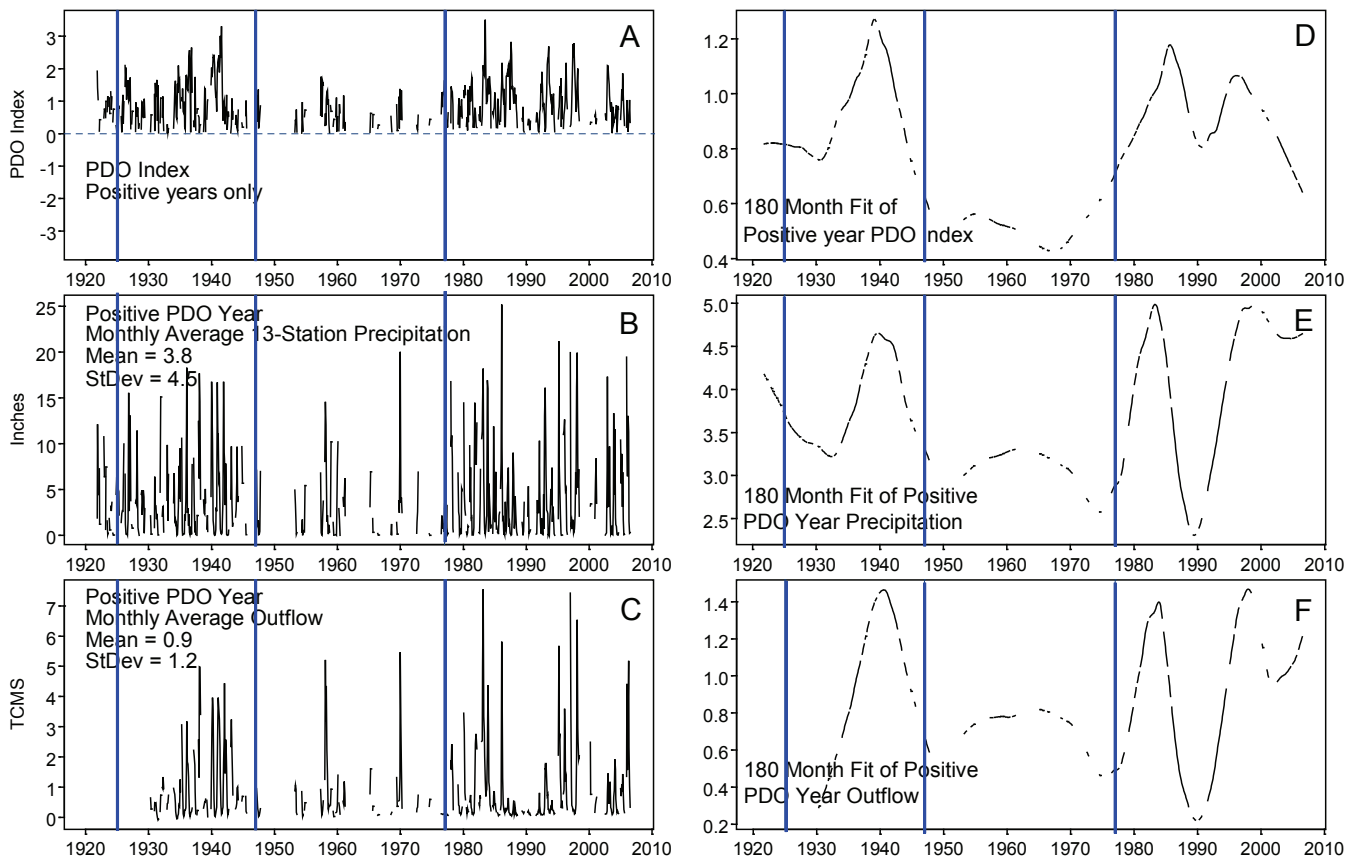 A
3
2
1
0
-1
-2
-3
PDO Index
PDO Index
Positive years only
1920 1930 1940 1950 1960 1970 1980 1990 2000 2010
D
1.2
1.0
0.8
0.6
0.4
180 Month Fit of
Positive year PDO Index
1920 1930 1940 1950 1960 1970 1980 1990 2000 2010
B
25
20
15
10
5
0
Inches
Positive PDO Year
Monthly Average 13-Station Precipitation
Mean = 3.8
StDev = 4.5
1920 1930 1940 1950 1960 1970 1980 1990 2000 2010
E
5.0
4.5
4.0
3.5
3.0
2.5
180 Month Fit of Positive
PDO Year Precipitation
1920 1930 1940 1950 1960 1970 1980 1990 2000 2010
C
7
6
5
4
3
2
1
0
TCMS
Positive PDO Year
Monthly Average Outflow
Mean = 0.9
StDev = 1.2
1920 1930 1940 1950 1960 1970 1980 1990 2000 2010
F
1.4
1.2
1.0
0.8
0.6
0.4
0.2
180 Month Fit of Positive
PDO Year Outflow
1920 1930 1940 1950 1960 1970 1980 1990 2000 2010